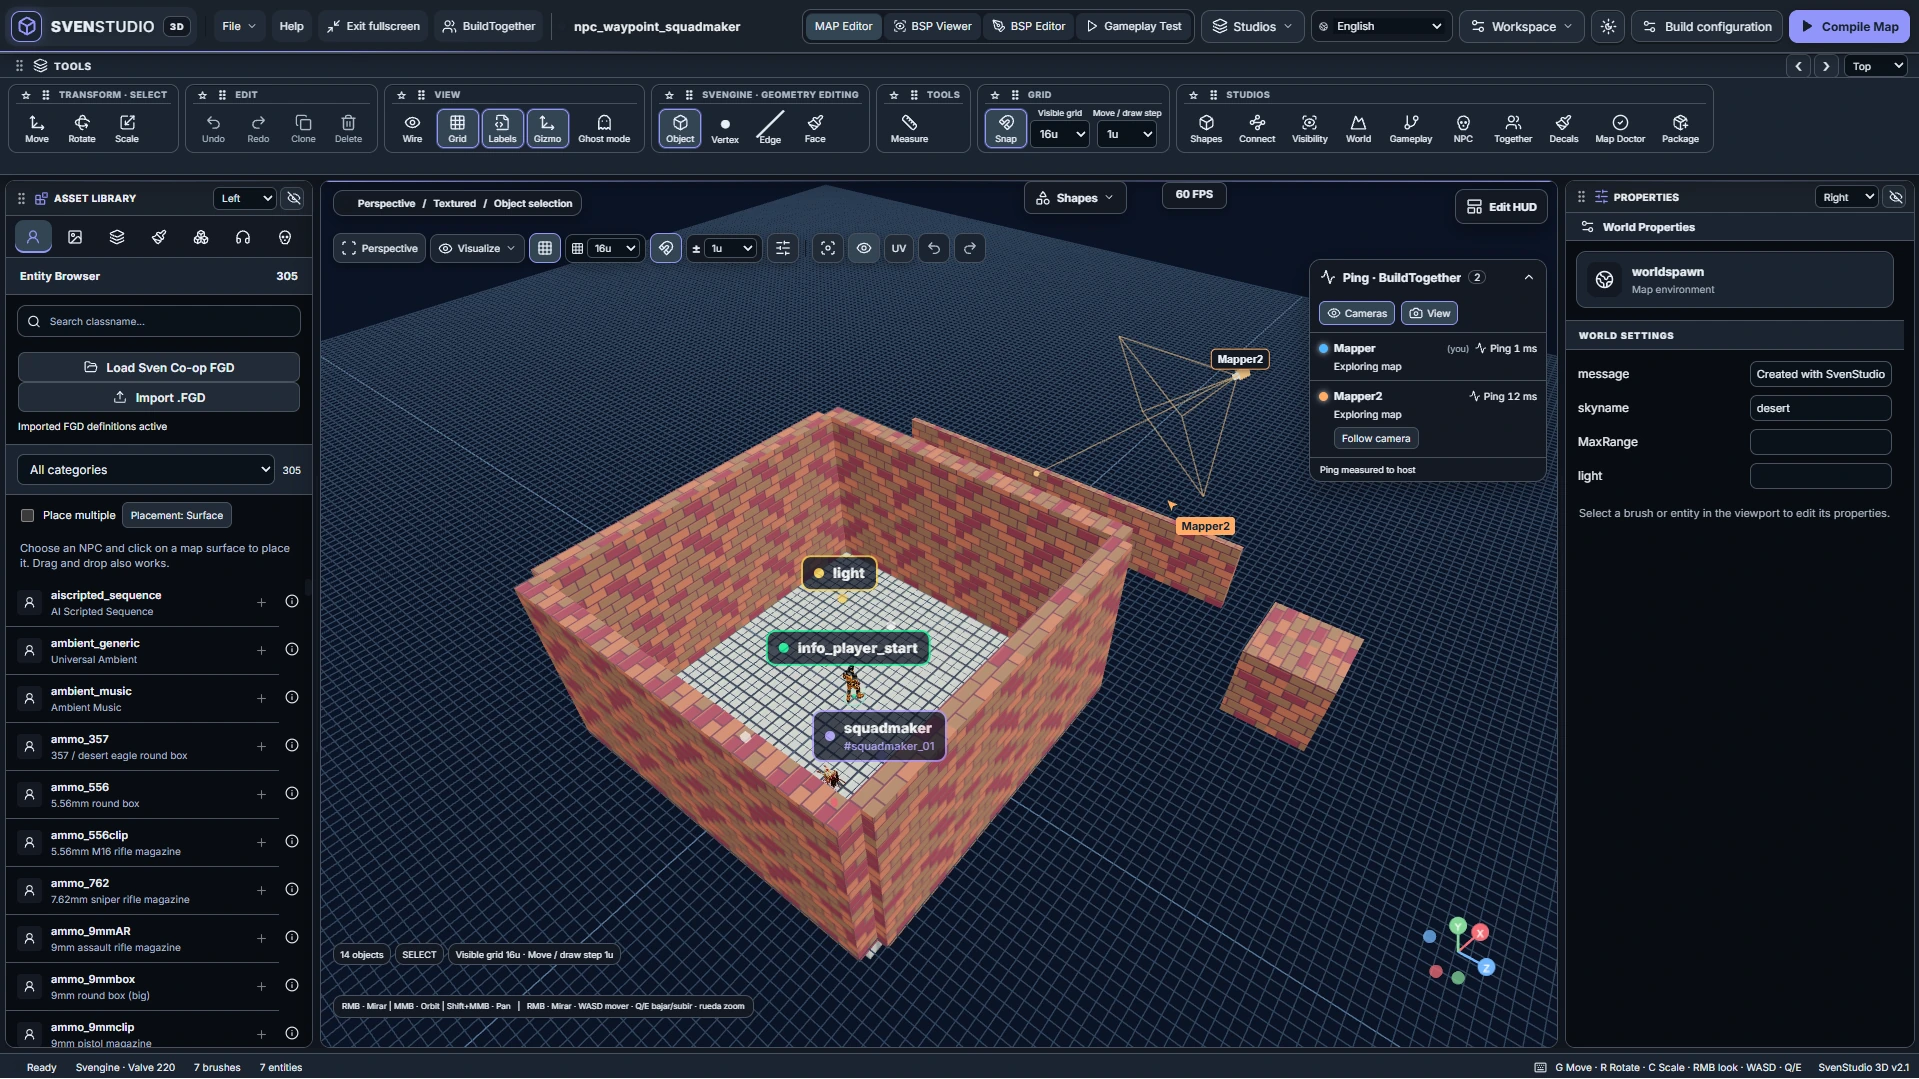 SVENSTUDIO 3D
File
Help
Exit fullscreen
BuildTogether
npc_waypoint_squadmaker
MAP Editor
BSP Viewer
BSP Editor
Gameplay Test
Studios
English
Workspace
Build configuration
Compile Map
TOOLS
Top
TRANSFORM · SELECT
Move
Rotate
Scale
EDIT
Undo
Redo
Clone
Delete
VIEW
Wire
Grid
Labels
Gizmo
Ghost mode
SVENGINE · GEOMETRY EDITING
Object
Vertex
Edge
Face
TOOLS
Measure
GRID
Snap
Visible grid
16u
Move / draw step
1u
STUDIOS
Shapes
Connect
Visibility
World
Gameplay
NPC
Together
Decals
Map Doctor
Package
ASSET LIBRARY
Left
Entity Browser
305
Search classname...
Load Sven Co-op FGD
Import .FGD
Imported FGD definitions active
All categories
305
Place multiple
Placement: Surface
Choose an NPC and click on a map surface to place
it. Drag and drop also works.
aiscripted_sequence
AI Scripted Sequence
ambient_generic
Universal Ambient
ambient_music
Ambient Music
ammo_357
357 / desert eagle round box
ammo_556
5.56mm round box
ammo_556clip
5.56mm M16 rifle magazine
ammo_762
7.62mm sniper rifle magazine
ammo_9mmAR
9mm assault rifle magazine
ammo_9mmbox
9mm round box (big)
ammo_9mmclip
9mm pistol magazine
Perspective / Textured / Object selection
Shapes
60 FPS
Edit HUD
Perspective
Visualize
16u
± 1u
UV
Ping · BuildTogether 2
Cameras
View
Mapper
(you) Ping 1 ms
Exploring map
Mapper2
Ping 12 ms
Exploring map
Follow camera
Ping measured to host
Mapper2
Mapper2
light
info_player_start
squadmaker
#squadmaker_01
Y
X
Z
14 objects
SELECT
Visible grid 16u · Move / draw step 1u
RMB · Mirar | MMB · Orbit | Shift+MMB · Pan | RMB · Mirar · WASD mover · Q/E bajar/subir · rueda zoom
PROPERTIES
Right
World Properties
worldspawn
Map environment
WORLD SETTINGS
message
Created with SvenStudio
skyname
desert
MaxRange
light
Select a brush or entity in the viewport to edit its properties.
Ready
Svengine · Valve 220
7 brushes
7 entities
G Move · R Rotate · C Scale · RMB look · WASD · Q/E
SvenStudio 3D v2.1